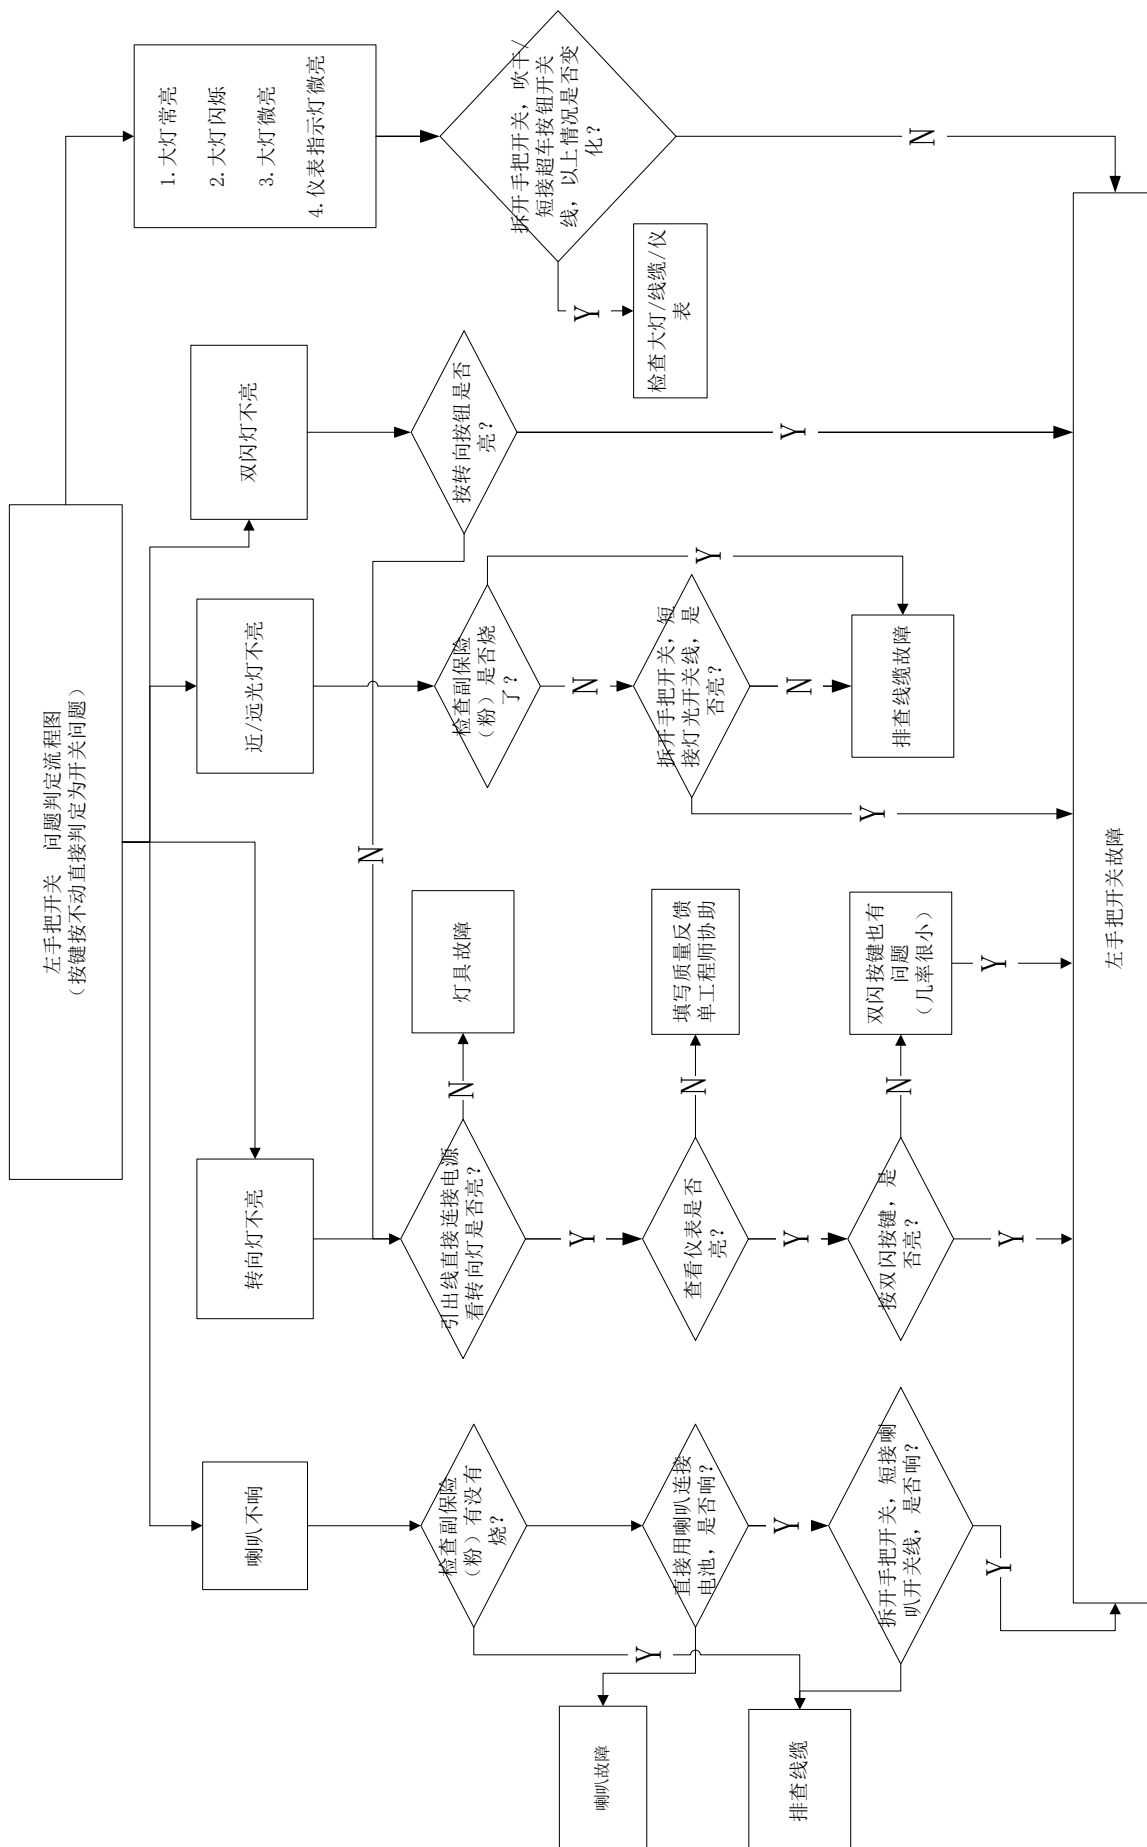 左手把开关 问题判定流程图
（按键按不动直接判定为开关问题）
喇叭不响
转向灯不亮
近/远光灯不亮
双闪灯不亮
1.大灯常亮
2.大灯闪烁
3.大灯微亮
4.仪表指示灯微亮
检查副保险
（粉）有没有
烧？
引出线直接连接电源
看转向灯是否亮？
N
灯具故障
N
检查副保险
（粉）是否烧
了？
按转向按钮是否
亮？
拆开手把开关，吹干/
短接超车按钮开关
线，以上情况是否变
化？
Y
检查大灯/线缆/仪
表
N
喇叭故障
Y
直接用喇叭连接
电池，是否响？
Y
查看仪表是否
亮？
N
填写质量反馈
单工程师协助
N
拆开手把开关，短
接灯光开关线，是
否亮？
Y
排查线缆
Y
拆开手把开关，短接喇
叭开关线，是否响？
Y
按双闪按键，是
否亮？
N
双闪按键也有
问题
（几率很小）
N
排查线缆故障
Y
Y
Y
Y
Y
左手把开关故障